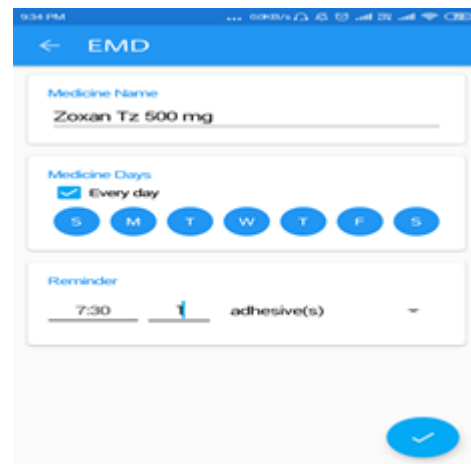 9:34 PM
EMD
Medicine Name
Zoxan Tz 500 mg
Medicine Days
Every day
S M T W T F S
Reminder
7:30 1 adhesive(s)